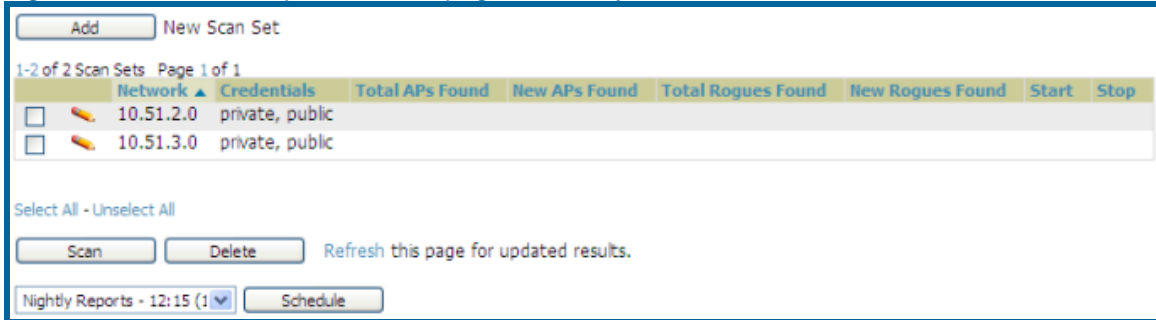 Add New Scan Set
1-2 of 2 Scan Sets Page 1 of 1
Network Credentials Total APs Found New APs Found Total Rogues Found New Rogues Found Start Stop
10.51.2.0 private, public
10.51.3.0 private, public
Select All - Unselect All
Scan Delete Refresh this page for updated results.
Nightly Reports - 12:15 (1 Schedule